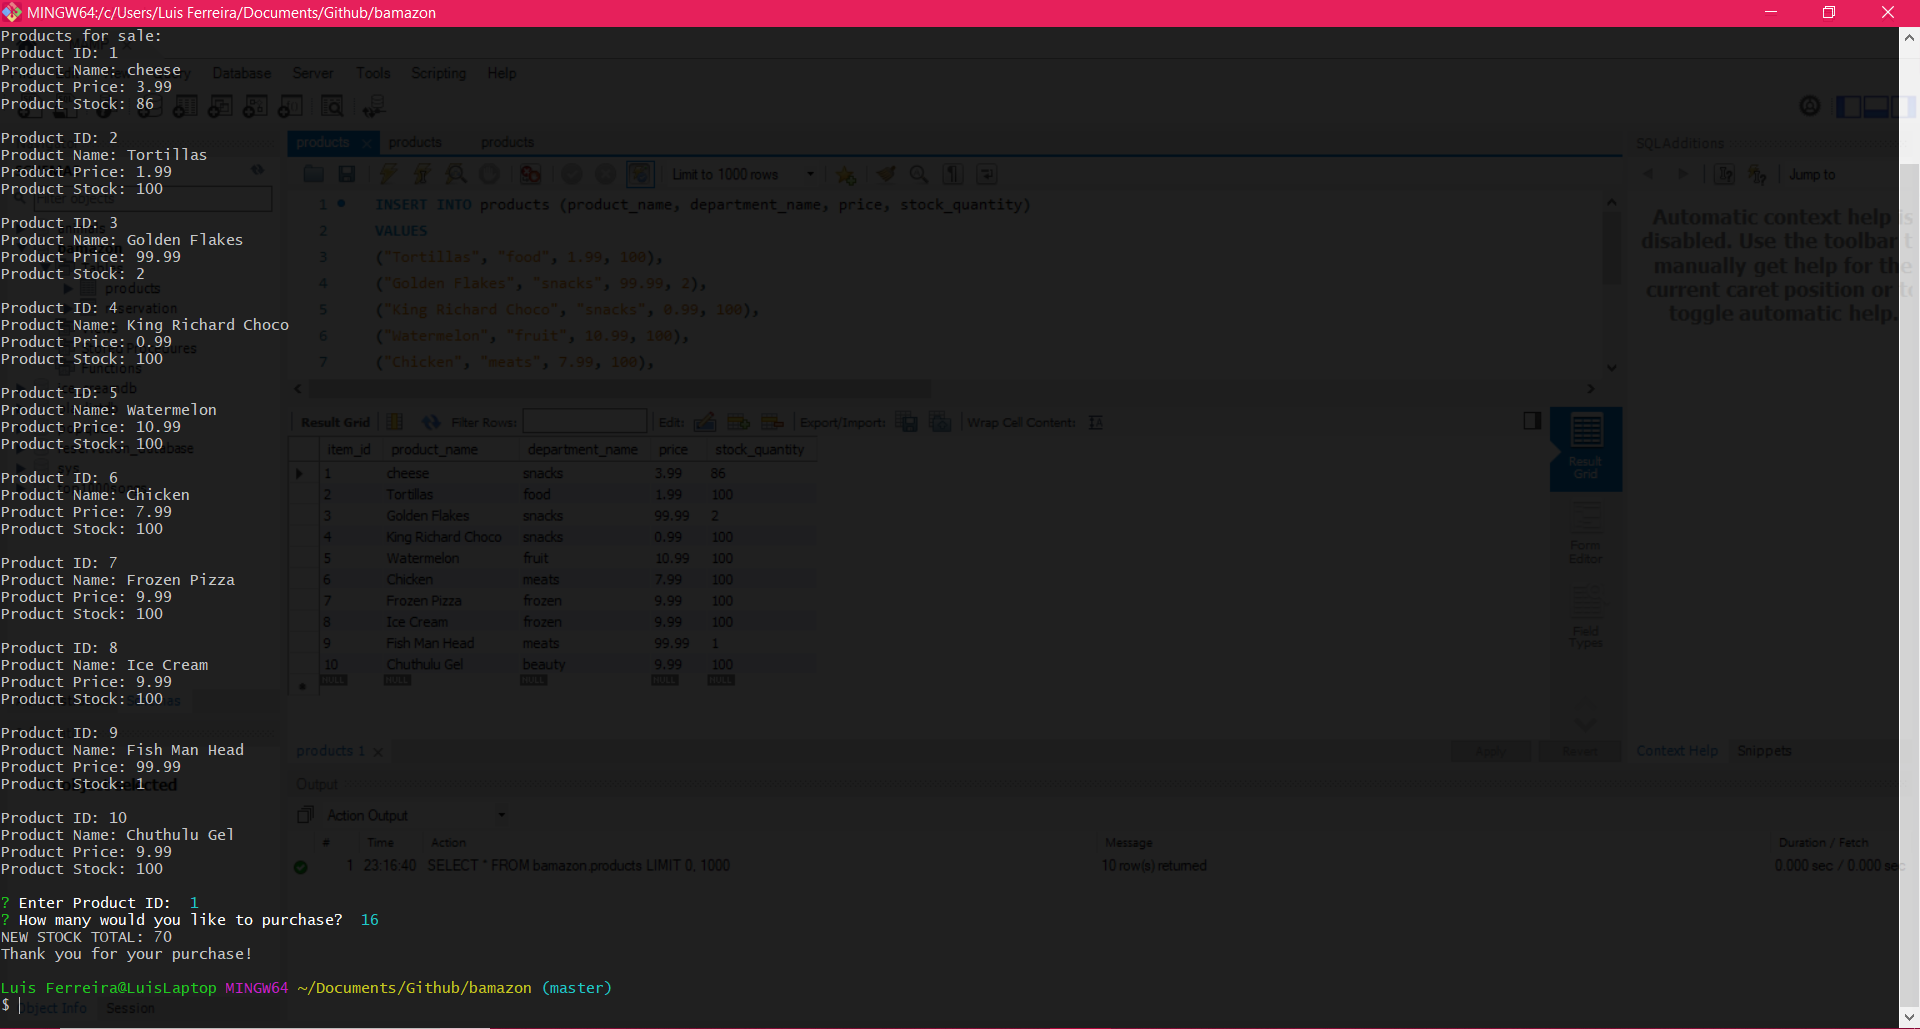 MINGW64:/c/Users/Luis Ferreira/Documents/Github/bamazon
Products for sale:
Product ID: 1
Product Name: cheese
Product Price: 3.99
Product Stock: 86
Product ID: 2
Product Name: Tortillas
Product Price: 1.99
Product Stock: 100
Product ID: 3
Product Name: Golden Flakes
Product Price: 99.99
Product Stock: 2
Product ID: 4
Product Name: King Richard Choco
Product Price: 0.99
Product Stock: 100
Product ID: 5
Product Name: Watermelon
Product Price: 10.99
Product Stock: 100
Product ID: 6
Product Name: Chicken
Product Price: 7.99
Product Stock: 100
Product ID: 7
Product Name: Frozen Pizza
Product Price: 9.99
Product Stock: 100
Product ID: 8
Product Name: Ice Cream
Product Price: 9.99
Product Stock: 100
Product ID: 9
Product Name: Fish Man Head
Product Price: 99.99
Product Stock: 1
Product ID: 10
Product Name: Chuthulu Gel
Product Price: 9.99
Product Stock: 100
? Enter Product ID: 1
? How many would you like to purchase? 16
NEW STOCK TOTAL: 70
Thank you for your purchase!
Luis Ferreira@LuisLaptop MINGW64 ~/Documents/Github/bamazon (master)
$
Database Server Tools Scripting Help
products products products
Limit to 1000 rows
Filter objects
products
Functions
sys
Object Info Session
1 INSERT INTO products (product_name, department_name, price, stock_quantity)
2 VALUES
3 ("Tortillas", "food", 1.99, 100),
4 ("Golden Flakes", "snacks", 99.99, 2),
5 ("King Richard Choco", "snacks", 0.99, 100),
6 ("Watermelon", "fruit", 10.99, 100),
7 ("Chicken", "meats", 7.99, 100),
Result Grid Filter Rows: Edit: Export/Import: Wrap Cell Content:
item_id product_name department_name price stock_quantity
1 cheese snacks 3.99 86
2 Tortillas food 1.99 100
3 Golden Flakes snacks 99.99 2
4 King Richard Choco snacks 0.99 100
5 Watermelon fruit 10.99 100
6 Chicken meats 7.99 100
7 Frozen Pizza frozen 9.99 100
8 Ice Cream frozen 9.99 100
9 Fish Man Head meats 99.99 1
10 Chuthulu Gel beauty 9.99 100
NULL NULL NULL NULL NULL
Result
Grid
Form
Editor
Field
Types
products 1
Apply Revert
Output
Action Output
# Time Action Message Duration / Fetch
1 23:16:40 SELECT * FROM bamazon.products LIMIT 0, 1000 10 row(s) returned 0.000 sec / 0.000 sec
SQLAdditions
Jump to
Automatic context help is
disabled. Use the toolbar
manually get help for the
current caret position or
toggle automatic help.
Context Help Snippets